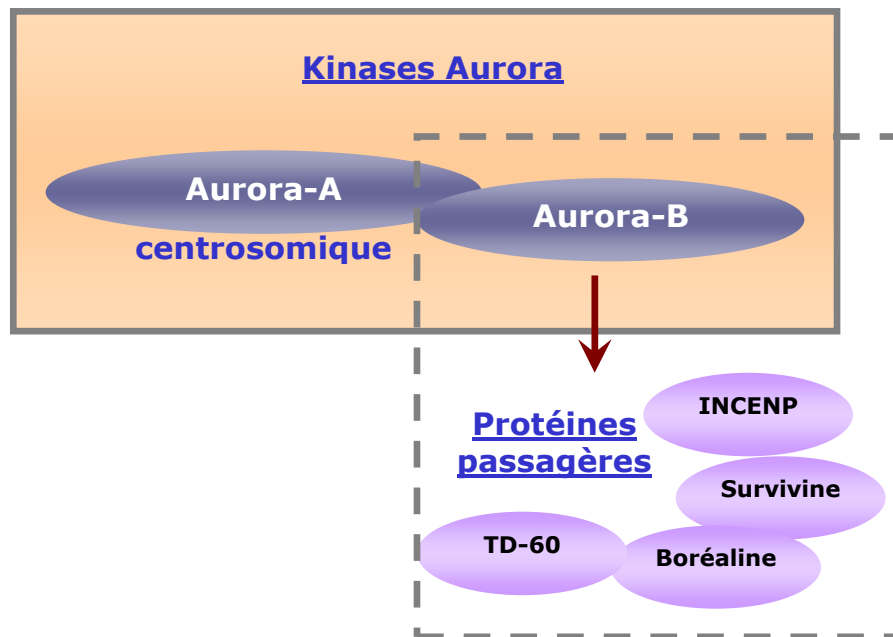 Kinases Aurora
Aurora-A
Aurora-B
centrosomique
INCENP
Protéines
passagères
Survivine
TD-60
Boréaline